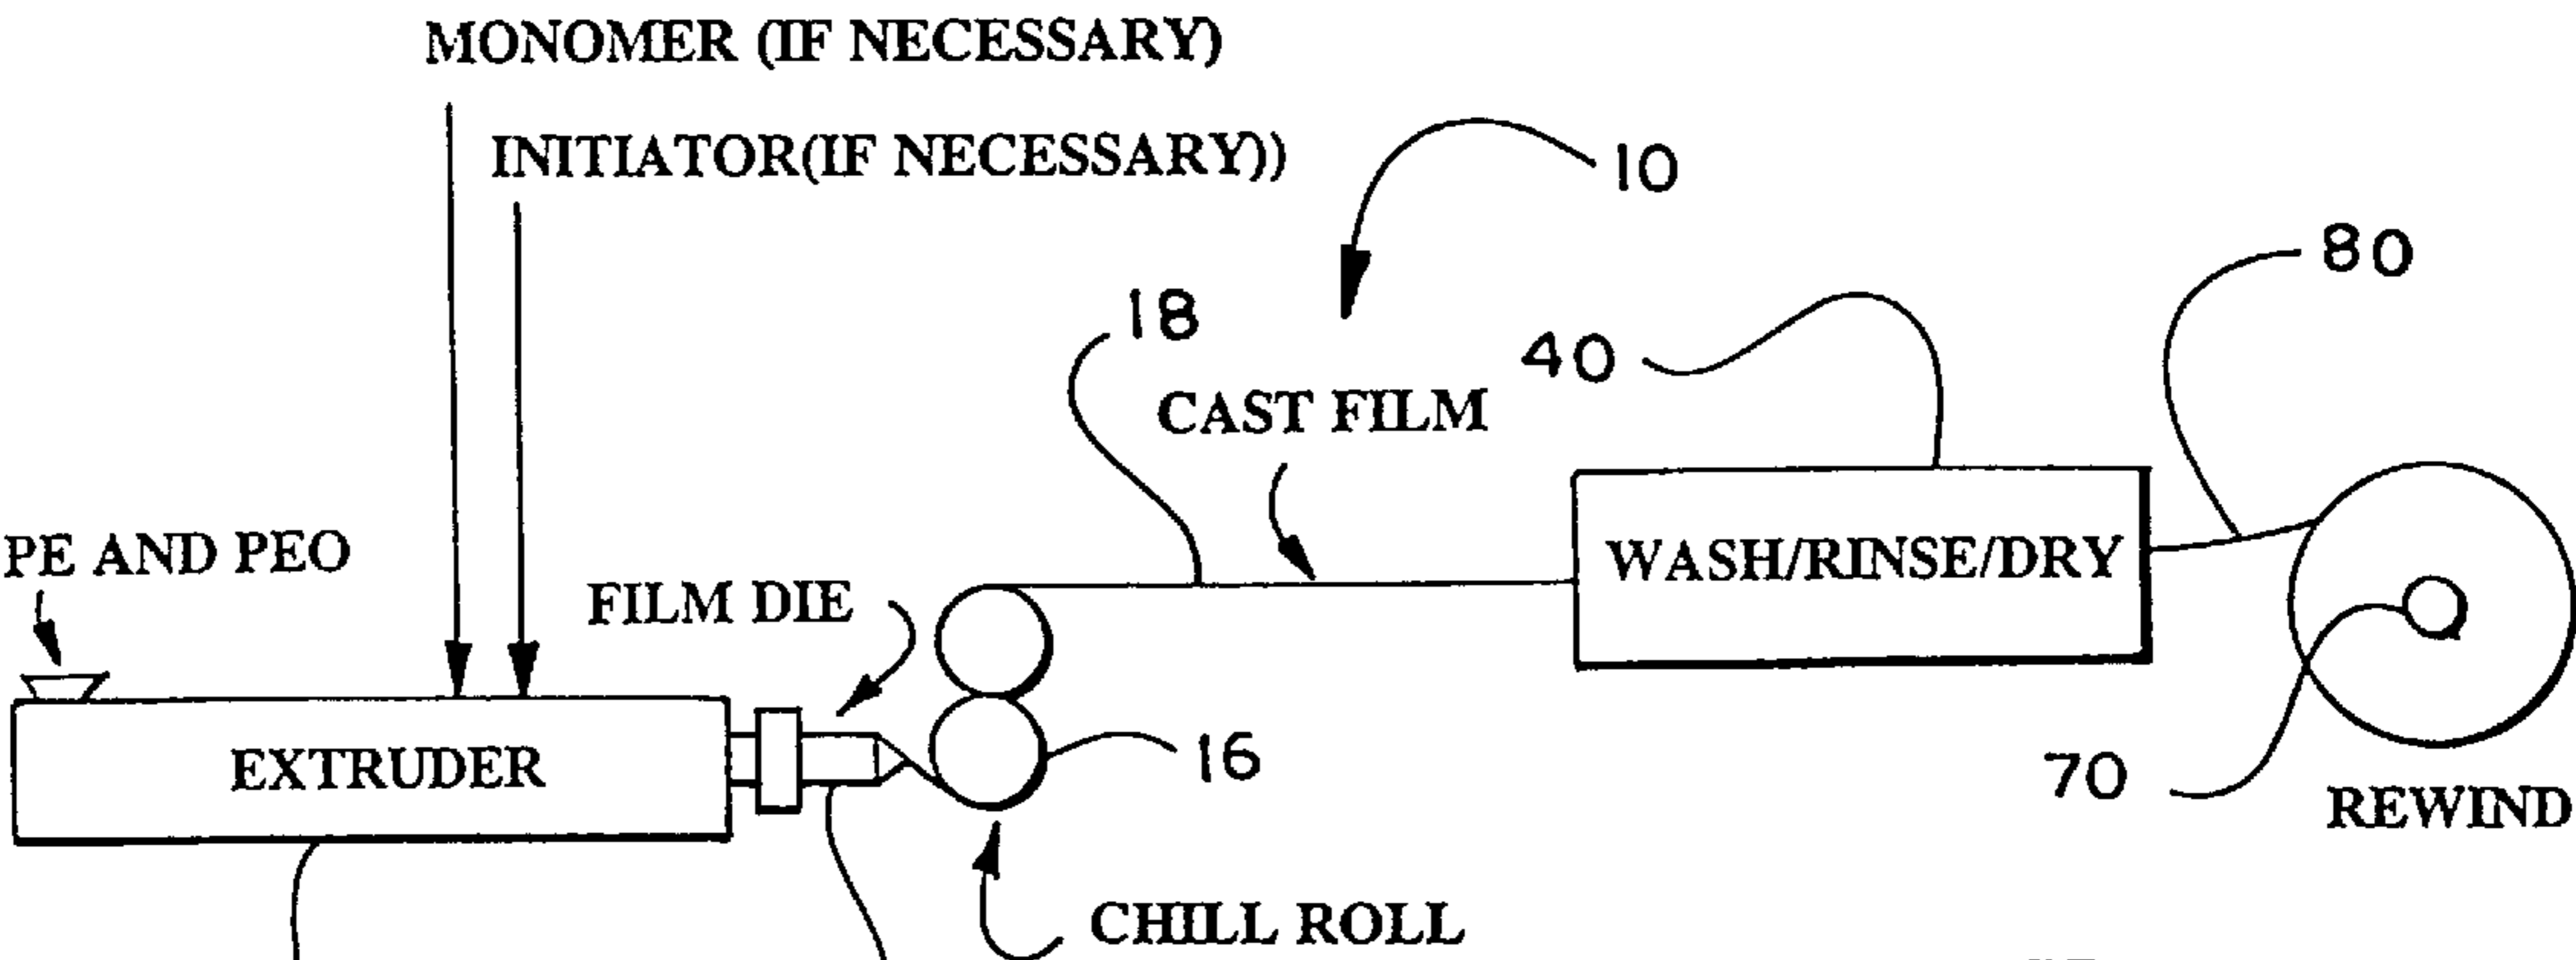 MONOMER (IF NECESSARY)
INITIATOR(IF NECESSARY))
10
80
18
40
CAST FILM
PE AND PEO
FILM DIE
WASH/RINSE/DRY
EXTRUDER
16
70
REWIND
CHILL ROLL